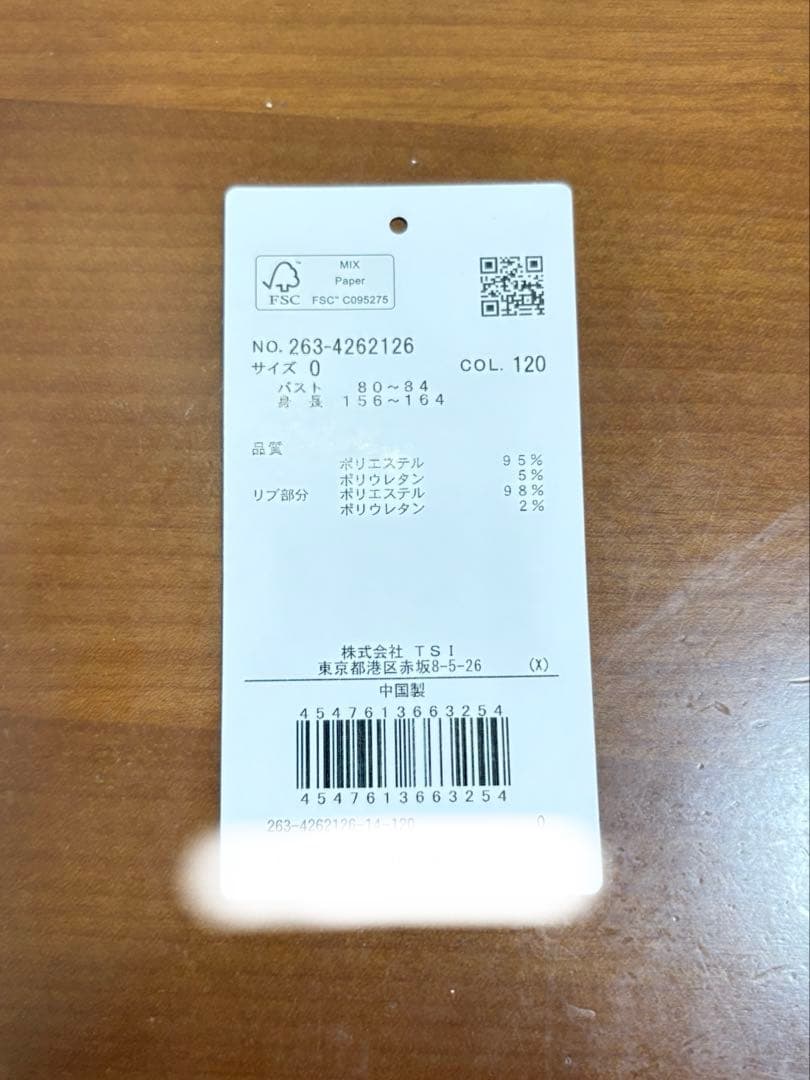 MIX
Paper
FSC™ C095275
FSC
NO. 263-4262126
サイズ 0 COL. 120
バスト 80～84
身長 156～164
品質
ポリエステル 95%
ポリウレタン 5%
リブ部分 ポリエステル 98%
ポリウレタン 2%
株式会社 TSI
東京都港区赤坂8-5-26 (X)
中国製
4547613663254
4547613663254
263-4262126-14-120 0